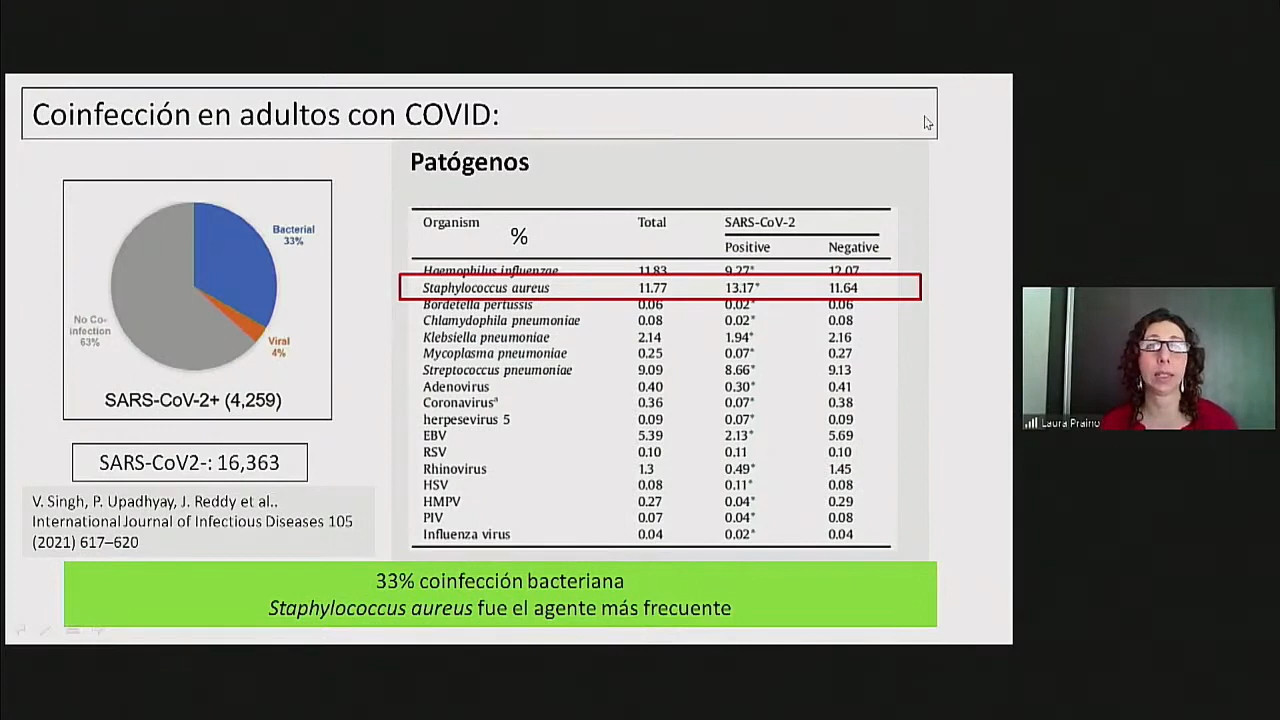 Coinfección en adultos con COVID:
Bacterial
33%
No Co-
infection
63%
Viral
4%
SARS-CoV-2+ (4,259)
SARS-CoV2-: 16,363
V. Singh, P. Upadhyay, J. Reddy et al..
International Journal of Infectious Diseases 105
(2021) 617–620
Patógenos
Organism % Total SARS-CoV-2
Positive Negative
Haemophilus influenzae 11.83 9.27* 12.07
Staphylococcus aureus 11.77 13.17* 11.64
Bordetella pertussis 0.06 0.02* 0.06
Chlamydophila pneumoniae 0.08 0.02* 0.08
Klebsiella pneumoniae 2.14 1.94* 2.16
Mycoplasma pneumoniae 0.25 0.07* 0.27
Streptococcus pneumoniae 9.09 8.66* 9.13
Adenovirus 0.40 0.30* 0.41
Coronavirusª 0.36 0.07* 0.38
herpesevirus 5 0.09 0.07* 0.09
EBV 5.39 2.13* 5.69
RSV 0.10 0.11 0.10
Rhinovirus 1.3 0.49* 1.45
HSV 0.08 0.11* 0.08
HMPV 0.27 0.04* 0.29
PIV 0.07 0.04* 0.08
Influenza virus 0.04 0.02* 0.04
33% coinfección bacteriana
Staphylococcus aureus fue el agente más frecuente
Laura Praino